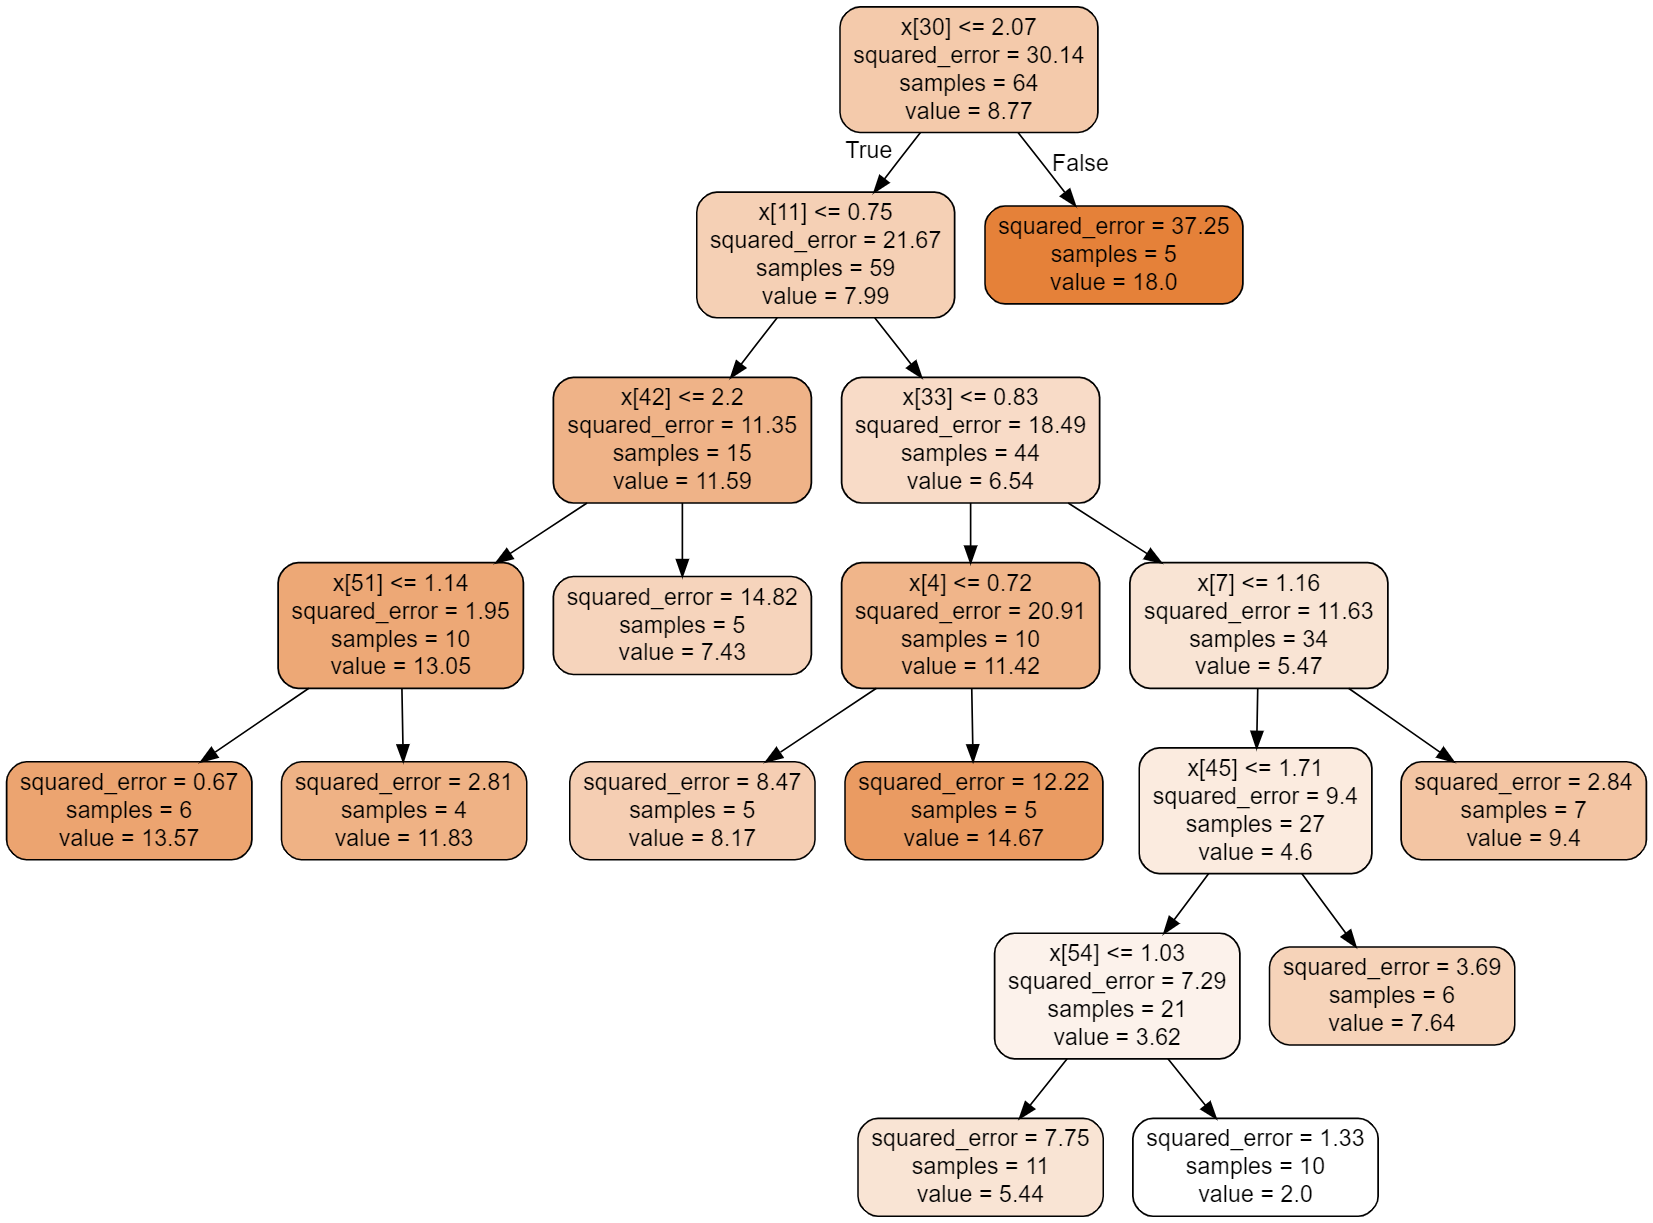 x[30] <= 2.07
squared_error = 30.14
samples = 64
value = 8.77
True
False
x[11] <= 0.75
squared_error = 21.67
samples = 59
value = 7.99
squared_error = 37.25
samples = 5
value = 18.0
x[42] <= 2.2
squared_error = 11.35
samples = 15
value = 11.59
x[33] <= 0.83
squared_error = 18.49
samples = 44
value = 6.54
x[51] <= 1.14
squared_error = 1.95
samples = 10
value = 13.05
squared_error = 14.82
samples = 5
value = 7.43
x[4] <= 0.72
squared_error = 20.91
samples = 10
value = 11.42
x[7] <= 1.16
squared_error = 11.63
samples = 34
value = 5.47
squared_error = 0.67
samples = 6
value = 13.57
squared_error = 2.81
samples = 4
value = 11.83
squared_error = 8.47
samples = 5
value = 8.17
squared_error = 12.22
samples = 5
value = 14.67
x[45] <= 1.71
squared_error = 9.4
samples = 27
value = 4.6
squared_error = 2.84
samples = 7
value = 9.4
x[54] <= 1.03
squared_error = 7.29
samples = 21
value = 3.62
squared_error = 3.69
samples = 6
value = 7.64
squared_error = 7.75
samples = 11
value = 5.44
squared_error = 1.33
samples = 10
value = 2.0